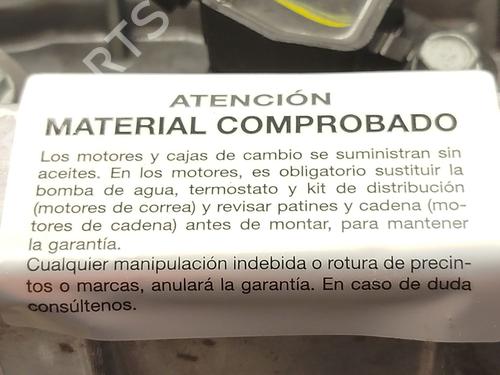 PARTS
ATENCIÓN
MATERIAL COMPROBADO
Los motores y cajas de cambio se suministran sin
aceites. En los motores, es obligatorio sustituir la
bomba de agua, termostato y kit de distribución
(motores de correa) y revisar patines y cadena (mo-
tores de cadena) antes de montar, para mantener
la garantía.
Cualquier manipulación indebida o rotura de precin-
tos o marcas, anulará la garantía. En caso de duda
consúltenos.